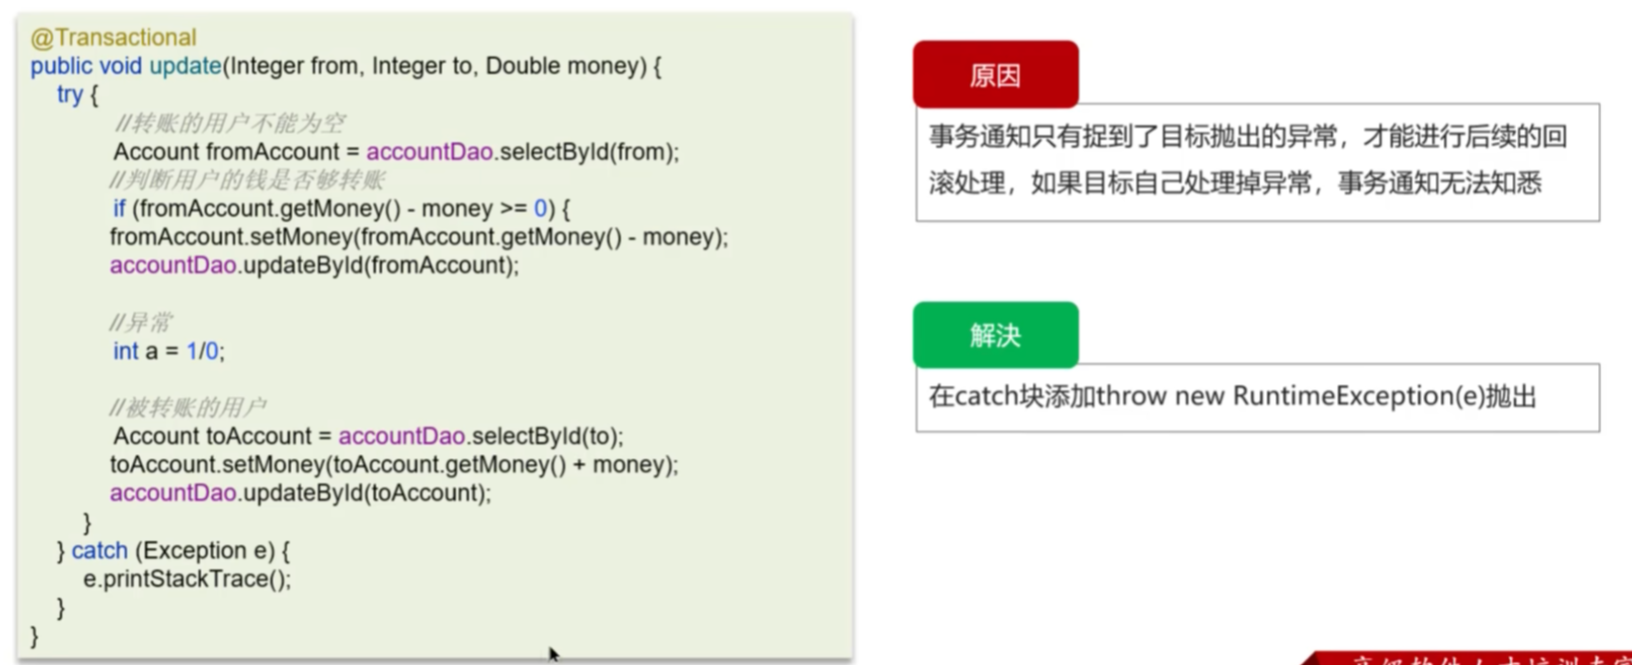 @Transactional
public void update(Integer from, Integer to, Double money) {
try {
//转账的用户不能为空
Account fromAccount = accountDao.selectById(from);
//判断用户的钱是否够转账
if (fromAccount.getMoney() - money >= 0) {
fromAccount.setMoney(fromAccount.getMoney() - money);
accountDao.updateById(fromAccount);
//异常
int a = 1/0;
//被转账的用户
Account toAccount = accountDao.selectById(to);
toAccount.setMoney(toAccount.getMoney() + money);
accountDao.updateById(toAccount);
}
} catch (Exception e) {
e.printStackTrace();
}
}
原因
事务通知只有捉到了目标抛出的异常，才能进行后续的回
滚处理，如果目标自己处理掉异常，事务通知无法知悉
解决
在catch块添加throw new RuntimeException(e)抛出